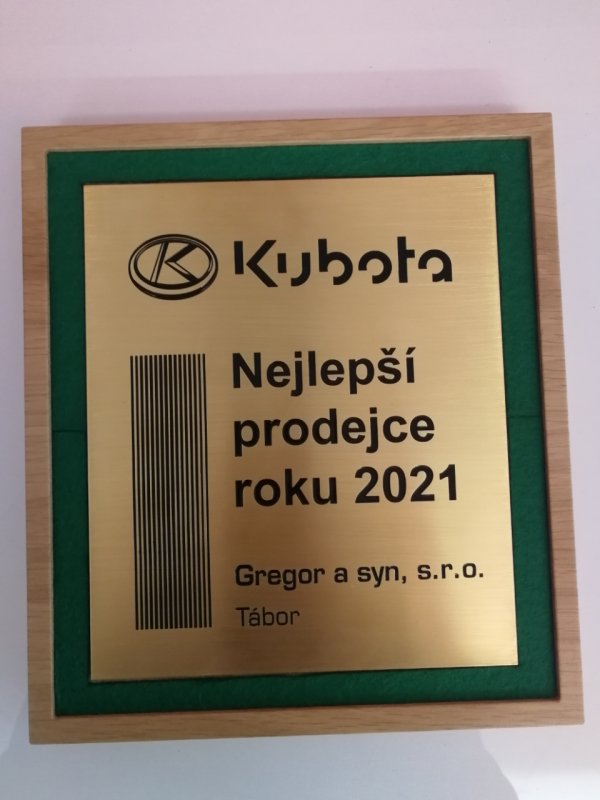 Kubota
Nejlepší
prodejce
roku 2021
Gregor a syn, s.r.o.
Tábor